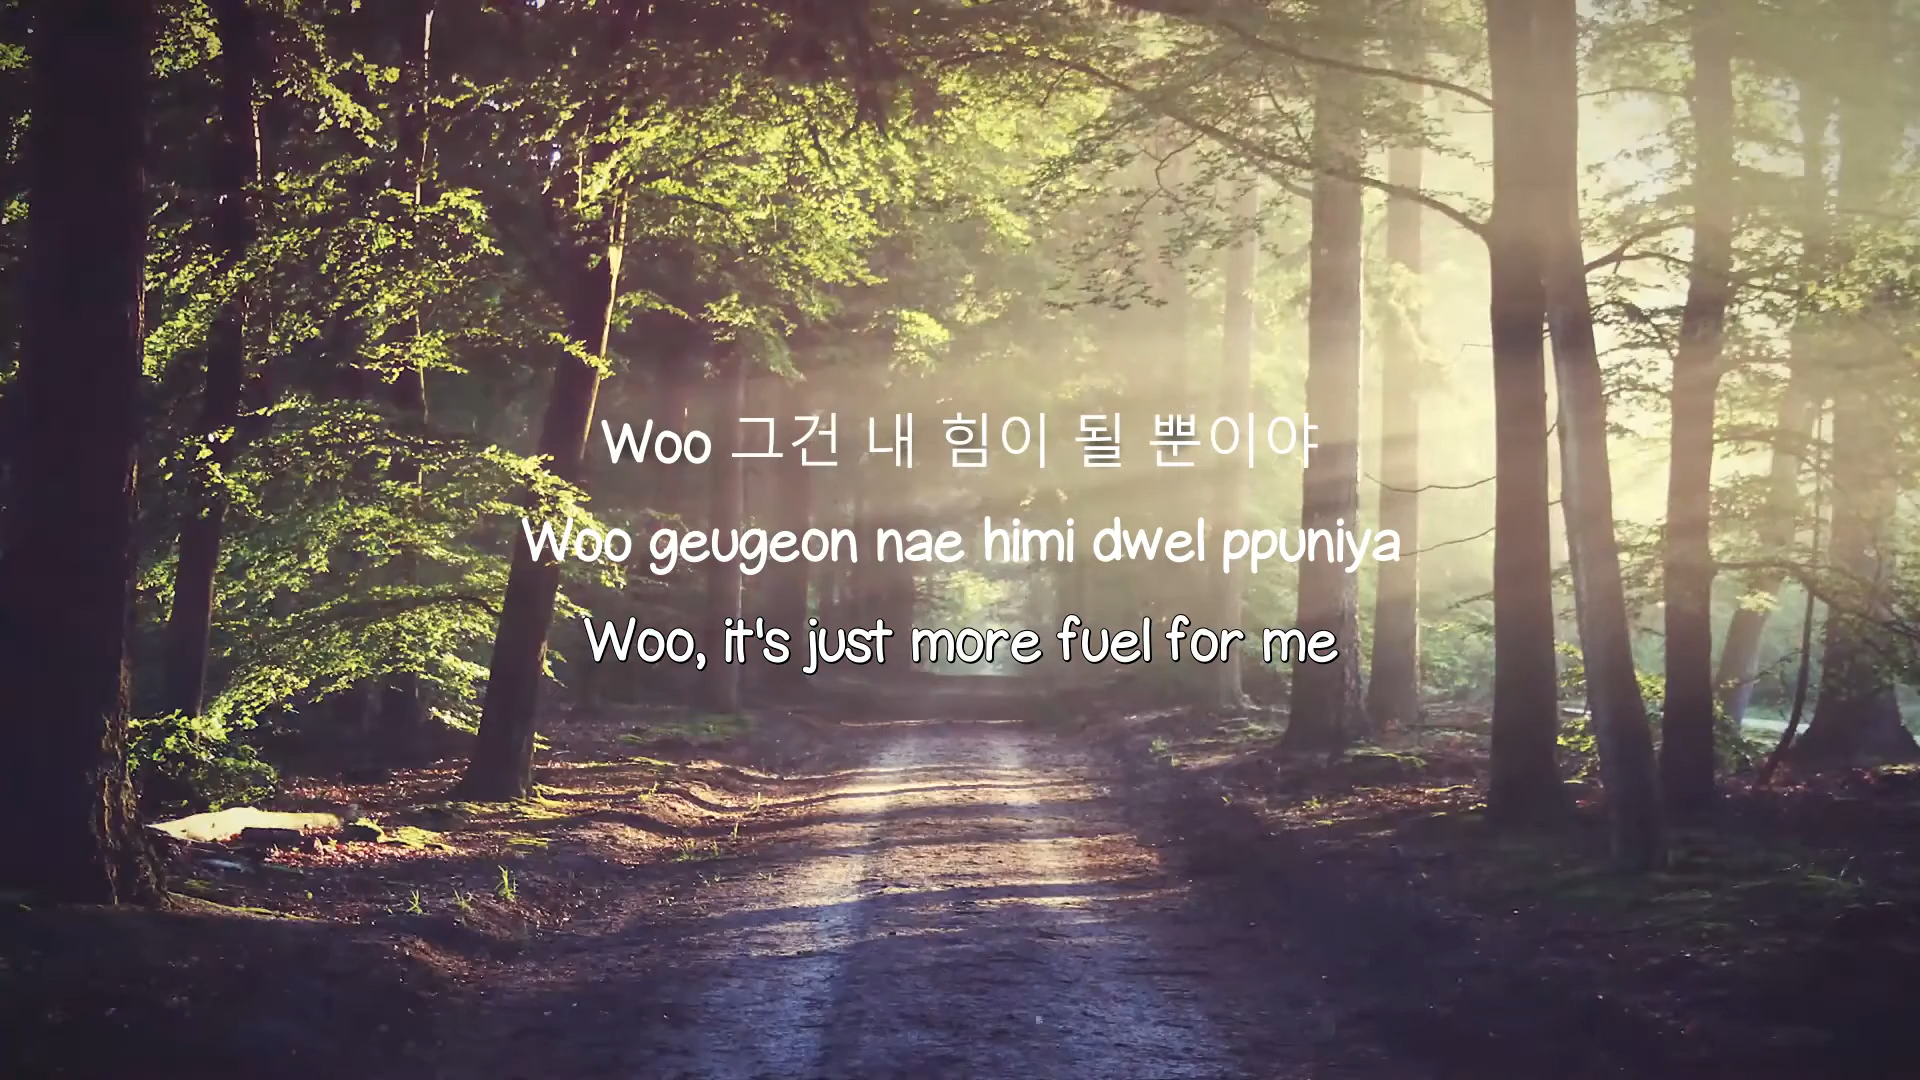 Woo 그건 내 힘이 될 뿐이야
Woo geugeon nae himi dwel ppuniya
Woo, it's just more fuel for me